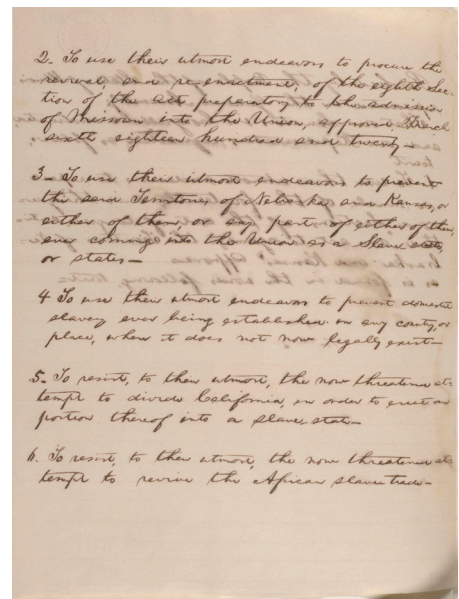 2 - To use their utmost endeavors to procure the
revival, and re-enactment, of the eighth Sec-
tion of the act preparatory to the admission
of Missouri into the Union, approved March
sixth eighteen hundred and twenty -
3 - To use their utmost endeavors to prevent
the said Territories of Nebraska and Kansas, or
either of them, or any part of either of them,
ever coming into the Union as a Slave state,
or states -
4 To use their utmost endeavors to prevent domestic
slavery ever being established in any county, or
place, where it does not now legally exist -
5 - To resist, to their utmost, the now threatened at-
tempt to divide California, in order to erect one
portion thereof into a slave state -
6. To resist, to their utmost, the now threatened at-
tempt to revive the African slave trade -